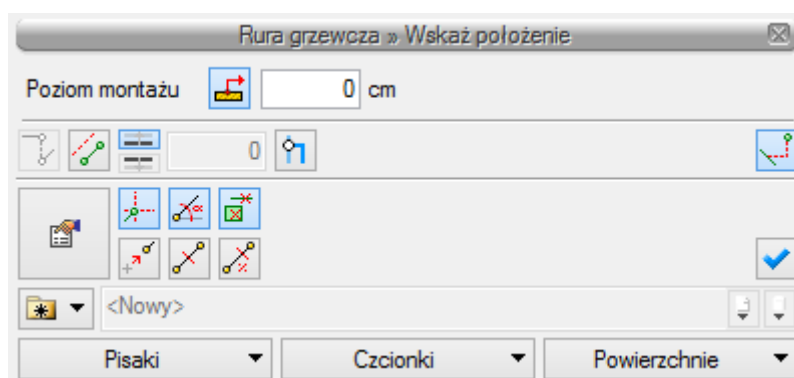 Rura grzewcza » Wskaż położenie
Poziom montażu 0 cm
0
<Nowy>
Pisaki Czcionki Powierzchnie